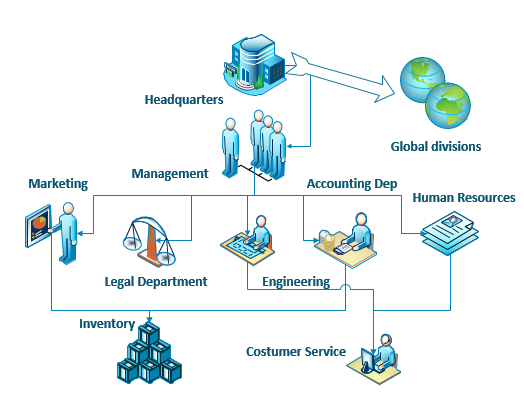 Headquarters
Global divisions
Management
Marketing
Accounting Dep
Human Resources
Legal Department
Engineering
Inventory
Costumer Service